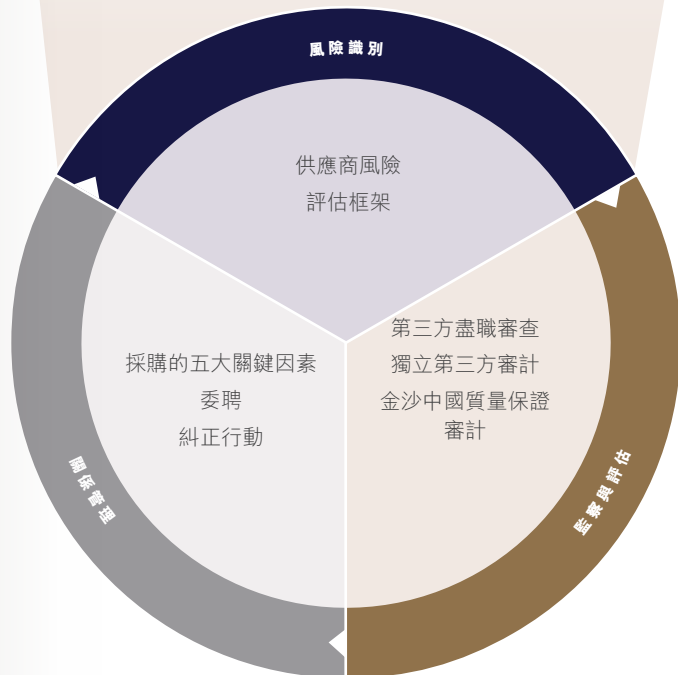 風險識別
供應商風險
評估框架
第三方盡職審查
獨立第三方審計
金沙中國質量保證
審計
監察與評估
採購的五大關鍵因素
委聘
糾正行動
關係管理